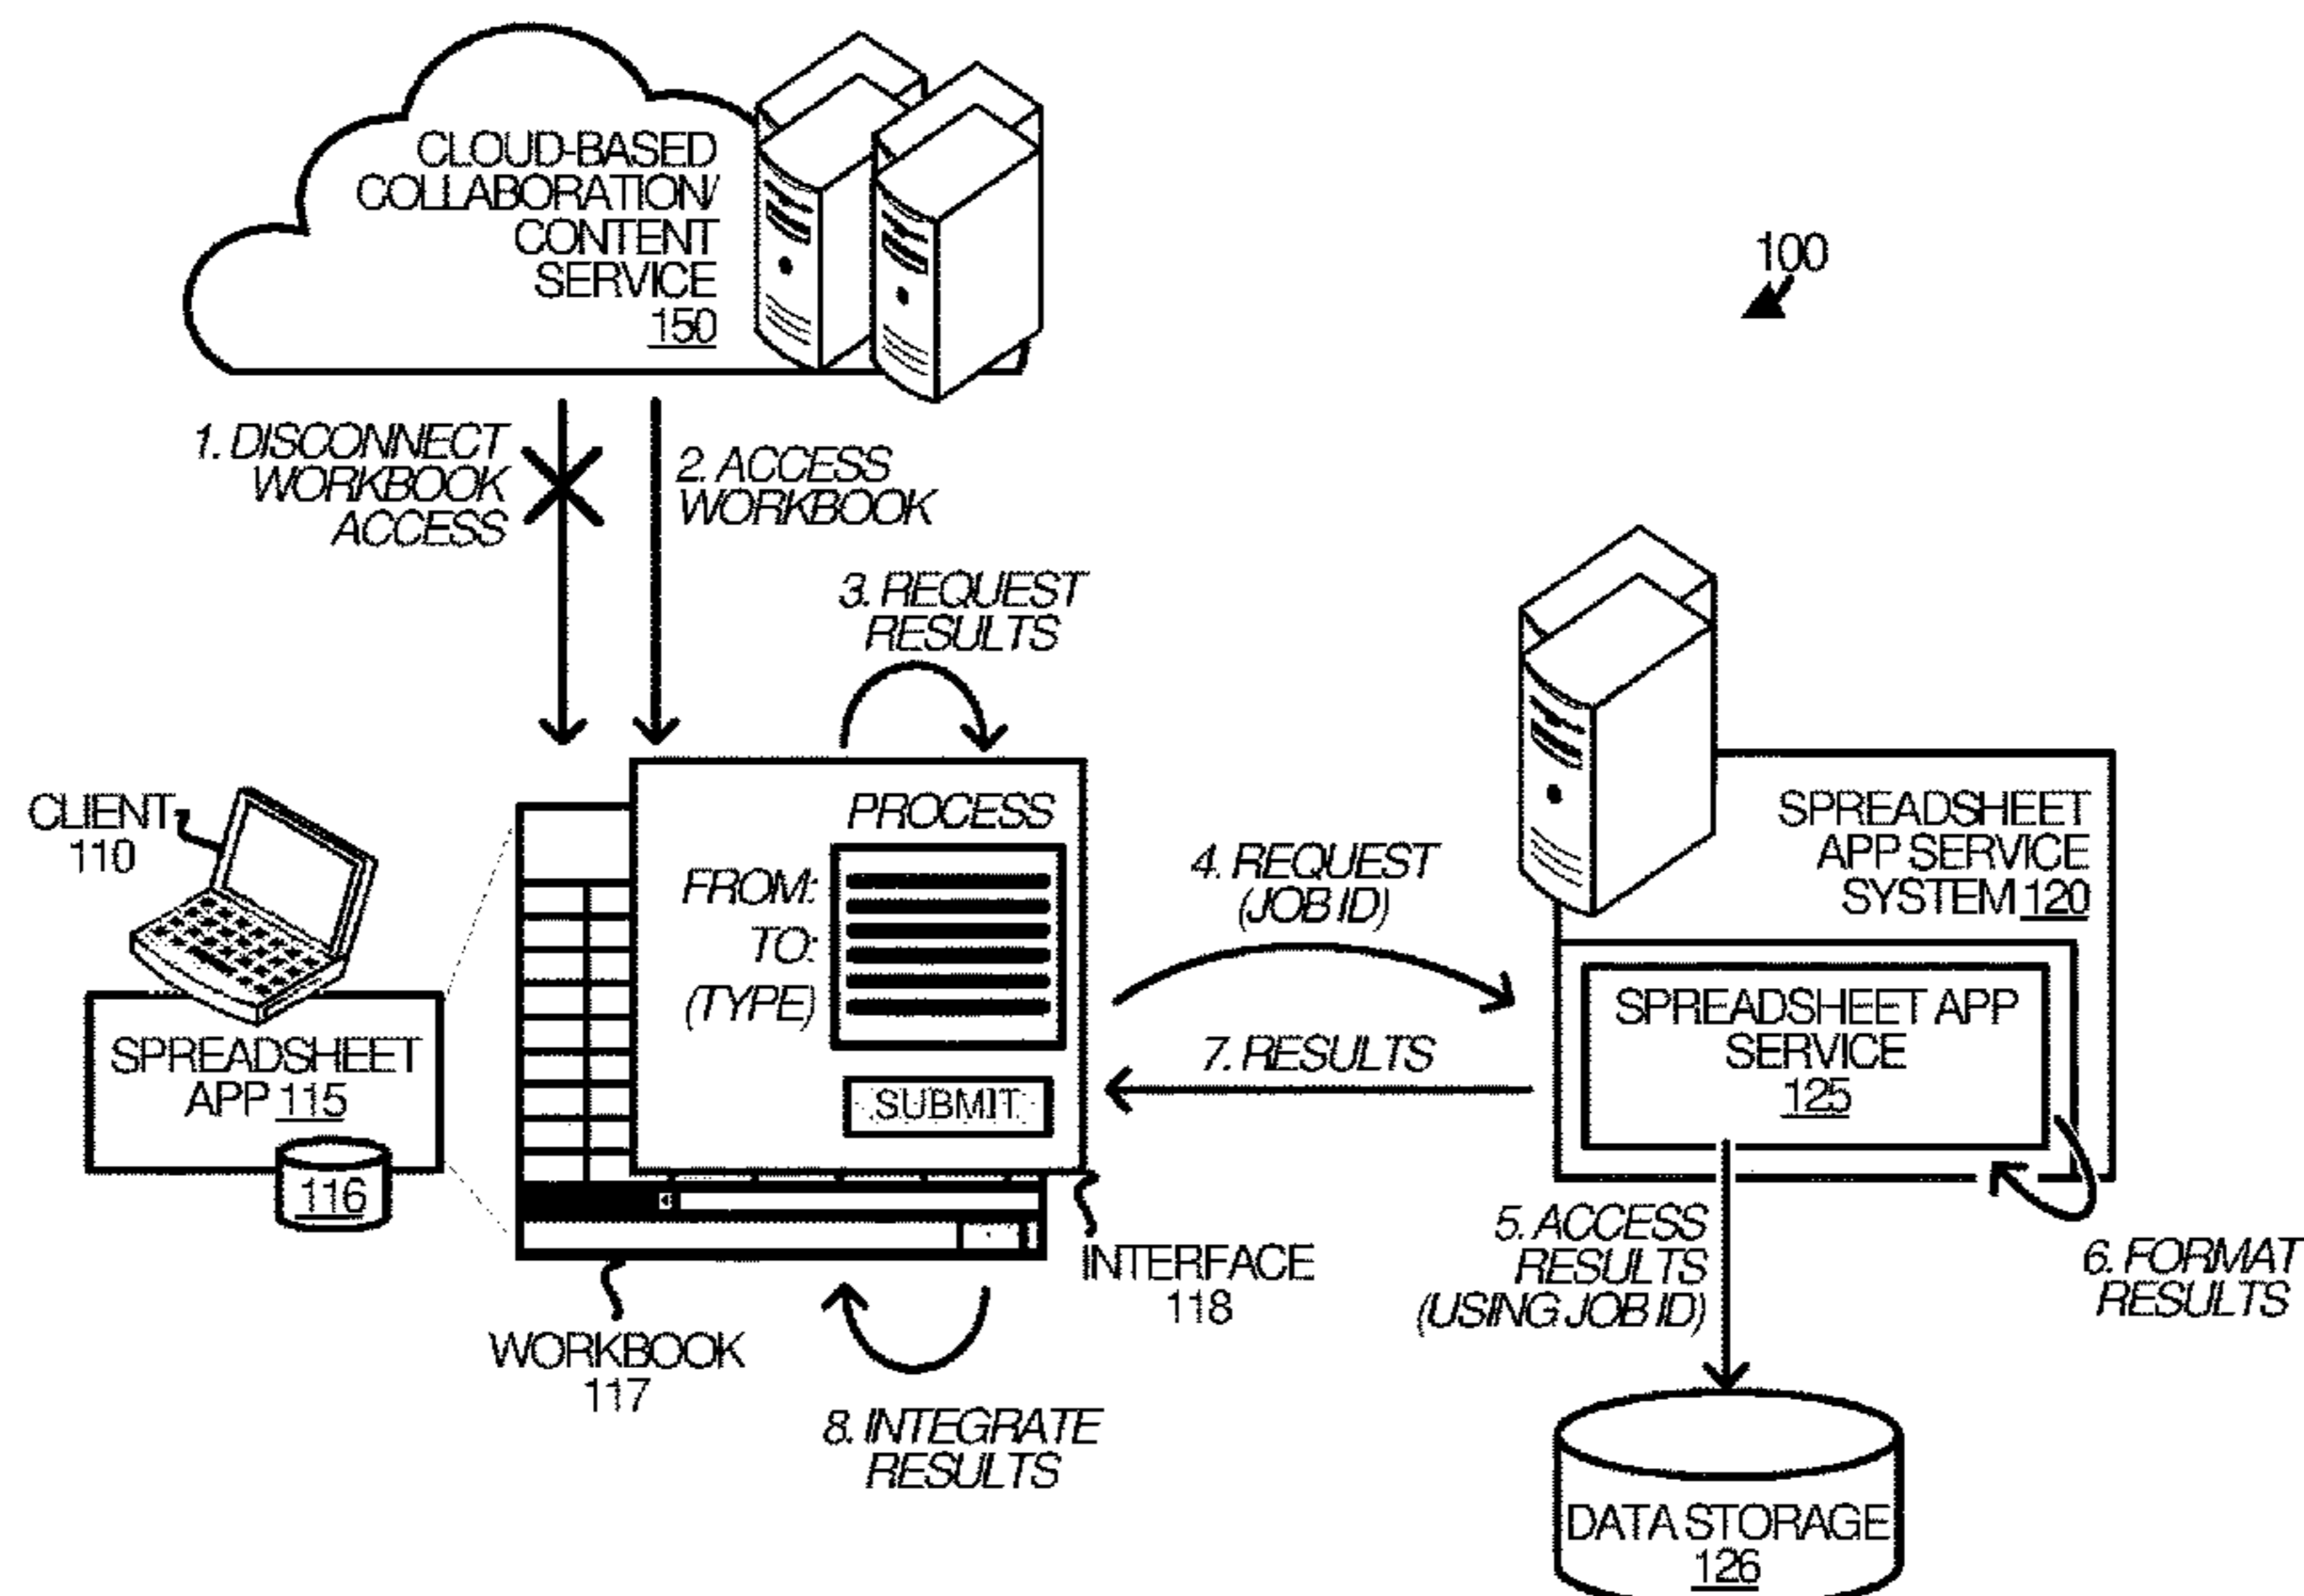 CLOUD-BASED
COLLABORATION/
CONTENT
SERVICE
150
100
1. DISCONNECT
WORKBOOK
ACCESS
2. ACCESS
WORKBOOK
3. REQUEST
RESULTS
CLIENT
110
SPREADSHEET
APP 115
116
PROCESS
FROM:
TO:
(TYPE)
SUBMIT
4. REQUEST
(JOB ID)
7. RESULTS
SPREADSHEET
APP SERVICE
SYSTEM 120
SPREADSHEET APP
SERVICE
125
5. ACCESS
RESULTS
(USING JOB ID)
6. FORMAT
RESULTS
INTERFACE
118
WORKBOOK
117
8. INTEGRATE
RESULTS
DATA STORAGE
126